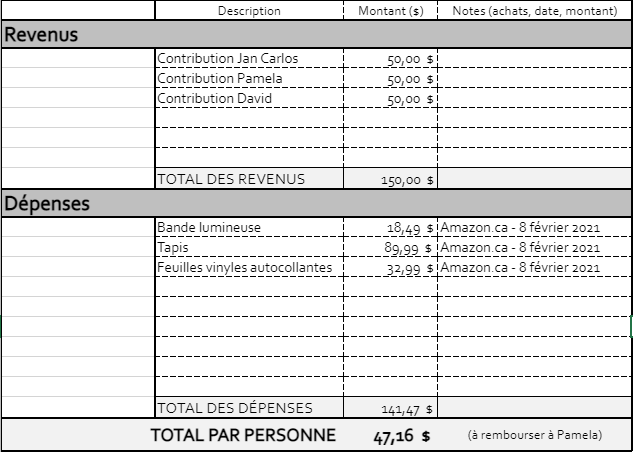 Description Montant ($) Notes (achats, date, montant)
Revenus
Contribution Jan Carlos 50,00 $
Contribution Pamela 50,00 $
Contribution David 50,00 $
TOTAL DES REVENUS 150,00 $
Dépenses
Bande lumineuse 18,49 $ Amazon.ca - 8 février 2021
Tapis 89,99 $ Amazon.ca - 8 février 2021
Feuilles vinyles autocollantes 32,99 $ Amazon.ca - 8 février 2021
TOTAL DES DÉPENSES 141,47 $
TOTAL PAR PERSONNE 47,16 $ (à rembourser à Pamela)